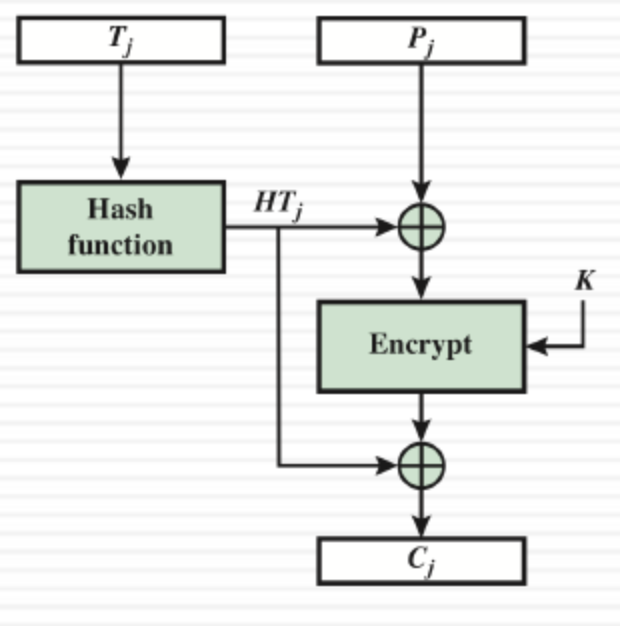 Tj
Pj
Hash
function
HTj
K
Encrypt
Cj